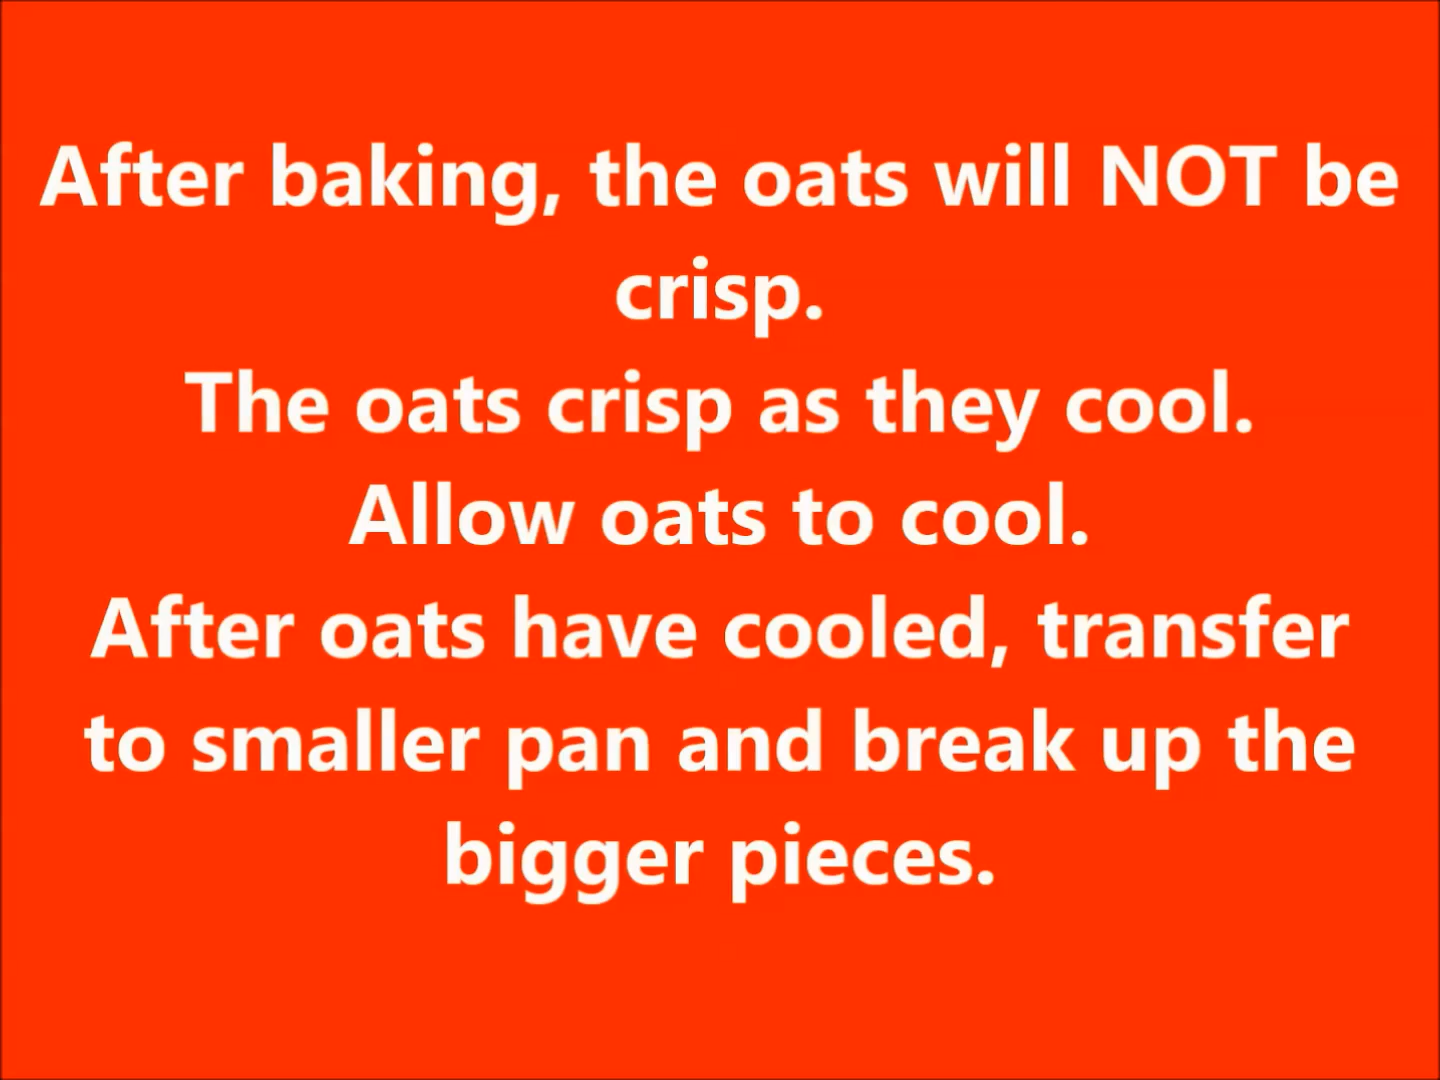 After baking, the oats will NOT be
crisp.
The oats crisp as they cool.
Allow oats to cool.
After oats have cooled, transfer
to smaller pan and break up the
bigger pieces.